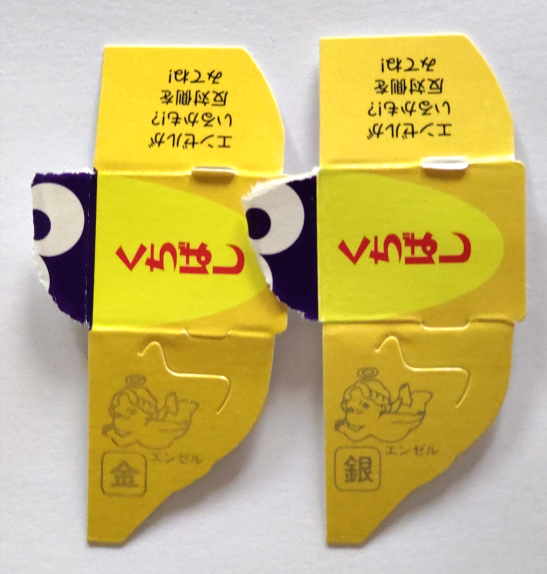 エンゼルが
いるかも!?
反対側を
みてね!
くちばし
エンゼル
金
エンゼルが
いるかも!?
反対側を
みてね!
くちばし
エンゼル
銀